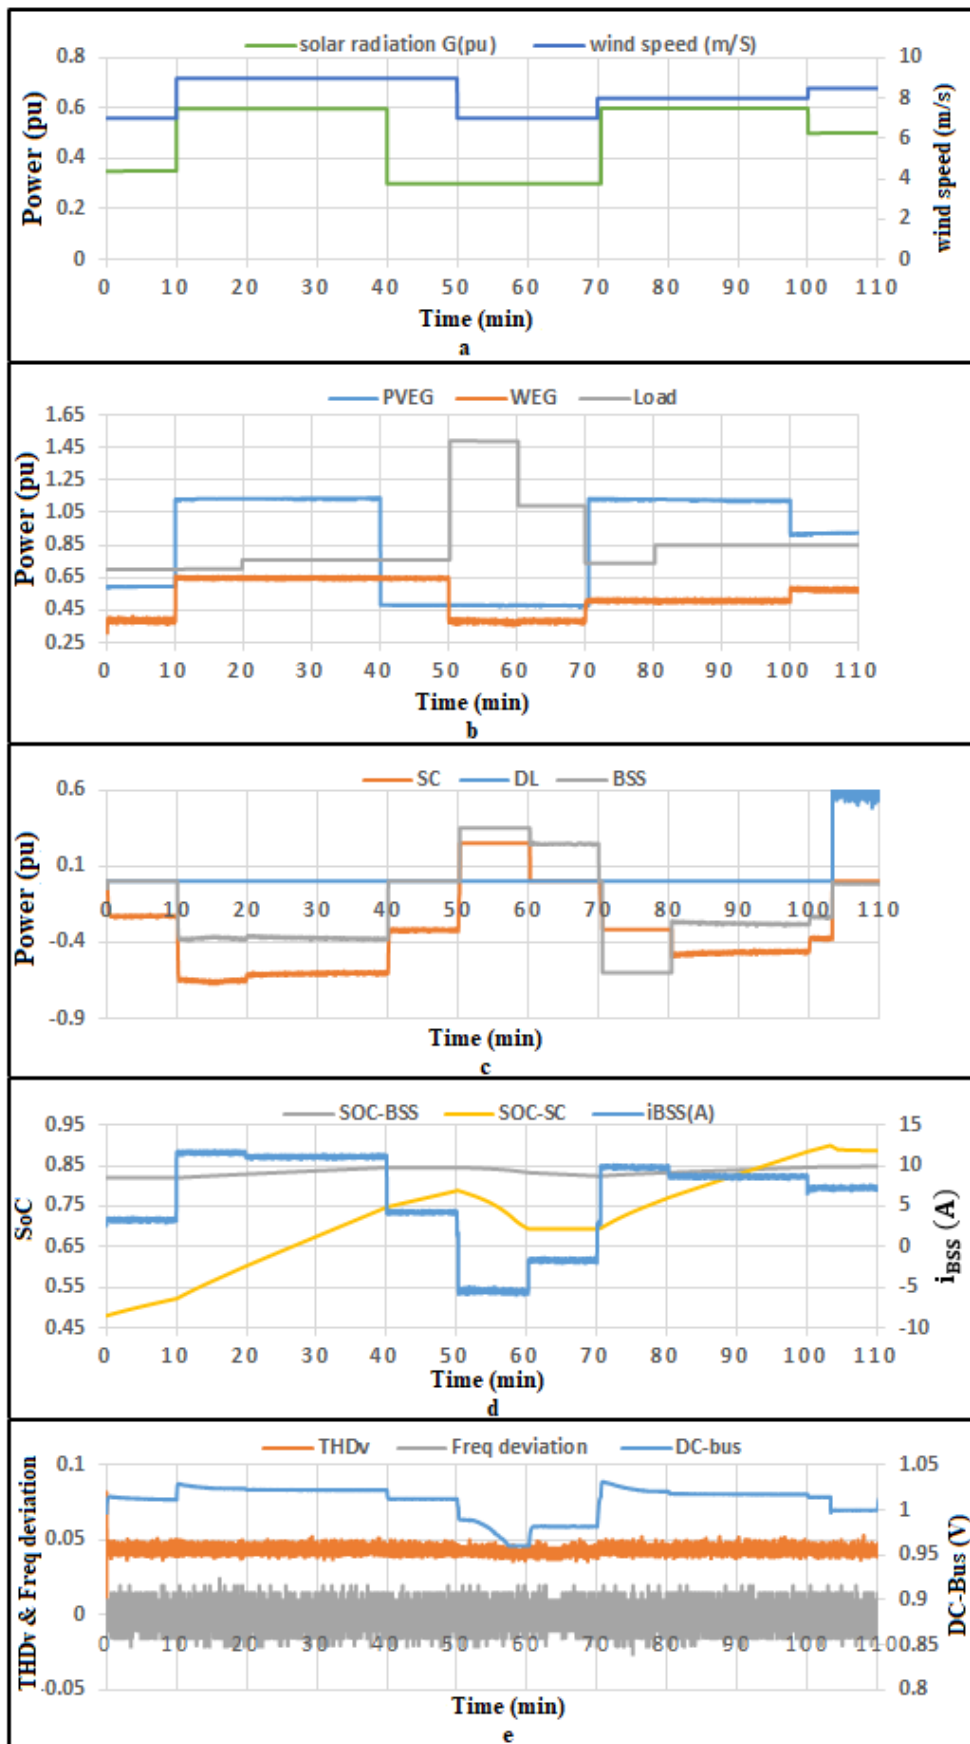 solar radiation G(pu) wind speed (m/S)
0.8 10
0.6 8
6
0.4 4
0.2 2
0 0
Power (pu)
wind speed (m/s)
0 10 20 30 40 50 60 70 80 90 100 110
Time (min)
a
PVEG WEG Load
1.65
1.45
1.25
1.05
0.85
0.65
0.45
0.25
Power (pu)
0 10 20 30 40 50 60 70 80 90 100 110
Time (min)
b
SC DL BSS
0.6
0.1
-0.4
-0.9
Power (pu)
0 10 20 30 40 50 60 70 80 90 100 110
Time (min)
c
SOC-BSS SOC-SC iBSS(A)
0.95 15
0.85 10
0.75 5
0.65 0
0.55 -5
0.45 -10
SoC
iBSS (A)
0 10 20 30 40 50 60 70 80 90 100 110
Time (min)
d
THDv Freq deviation DC-bus
0.1 1.05
1
0.05 0.95
0 0.9
0.85
-0.05 0.8
THDv & Freq deviation
DC-Bus (V)
0 10 20 30 40 50 60 70 80 90 100 110
Time (min)
e